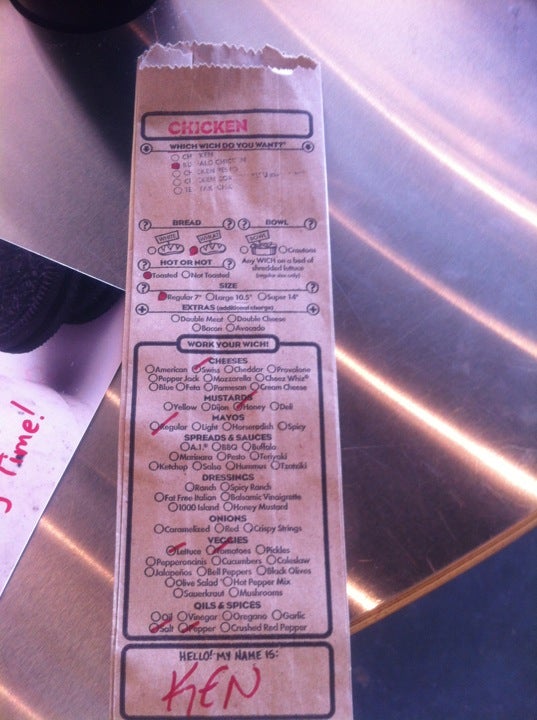 CHICKEN
WHICH WICH DO YOU WANT?
BREAD ? ? BOWL ?
WHITE WHEAT BOWL Croutons
HOT OR NOT Any WICH on a bed of
Toasted Not Toasted shredded lettuce
(regular size only)
SIZE
Regular 7" Large 10.5" Super 14"
EXTRAS (additional charge)
Double Meat Double Cheese
Bacon Avocado
WORK YOUR WICH!
CHEESES
American Swiss Cheddar Provolone
Pepper Jack Mozzarella Cheez Whiz®
Blue Feta Parmesan Cream Cheese
MUSTARDS
Yellow Dijon Honey Deli
MAYOS
Regular Light Horseradish Spicy
SPREADS & SAUCES
A.1.® BBQ Buffalo
Marinara Pesto Teriyaki
Ketchup Salsa Hummus Tzatziki
DRESSINGS
Ranch Spicy Ranch
Fat Free Italian Balsamic Vinaigrette
1000 Island Honey Mustard
ONIONS
Caramelized Red Crispy Strings
VEGGIES
Lettuce Tomatoes Pickles
Pepperoncinis Cucumbers Coleslaw
Jalapeños Bell Peppers Black Olives
Olive Salad Hot Pepper Mix
Sauerkraut Mushrooms
OILS & SPICES
Oil Vinegar Oregano Garlic
Salt Pepper Crushed Red Pepper
HELLO! MY NAME IS:
KEN
Time!